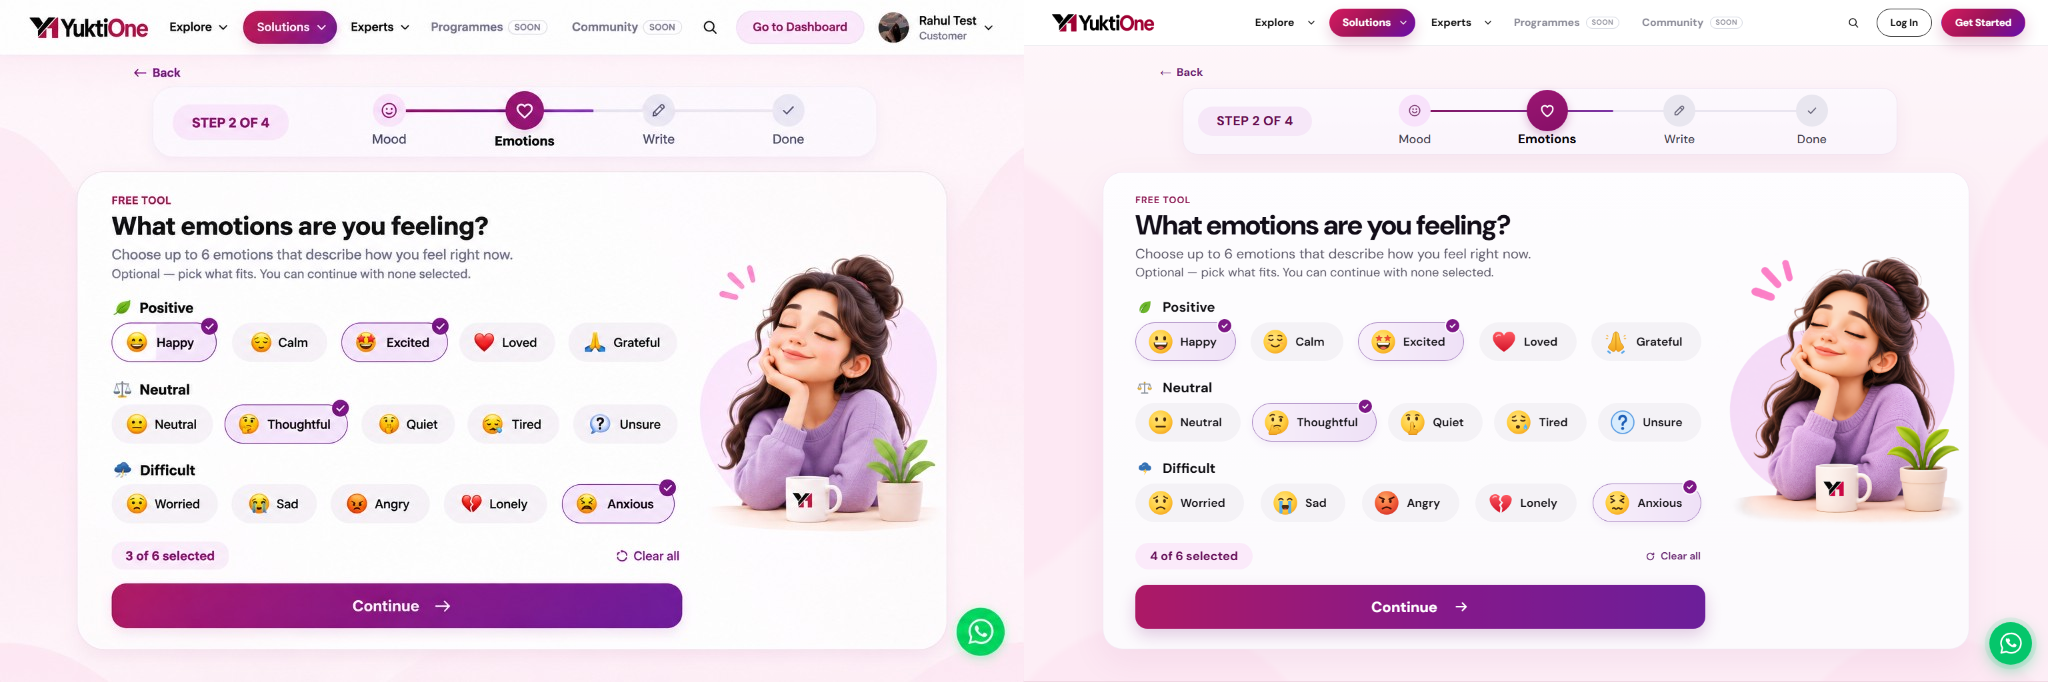 YuktiOne Explore Solutions Experts Programmes SOON Community SOON Go to Dashboard Rahul Test
Customer
← Back
STEP 2 OF 4
Mood Emotions Write Done
FREE TOOL
What emotions are you feeling?
Choose up to 6 emotions that describe how you feel right now.
Optional — pick what fits. You can continue with none selected.
Positive
Happy Calm Excited Loved Grateful
Neutral
Neutral Thoughtful Quiet Tired Unsure
Difficult
Worried Sad Angry Lonely Anxious
3 of 6 selected Clear all
Continue →
YuktiOne Explore Solutions Experts Programmes SOON Community SOON Log In Get Started
← Back
STEP 2 OF 4
Mood Emotions Write Done
FREE TOOL
What emotions are you feeling?
Choose up to 6 emotions that describe how you feel right now.
Optional — pick what fits. You can continue with none selected.
Positive
Happy Calm Excited Loved Grateful
Neutral
Neutral Thoughtful Quiet Tired Unsure
Difficult
Worried Sad Angry Lonely Anxious
4 of 6 selected Clear all
Continue →